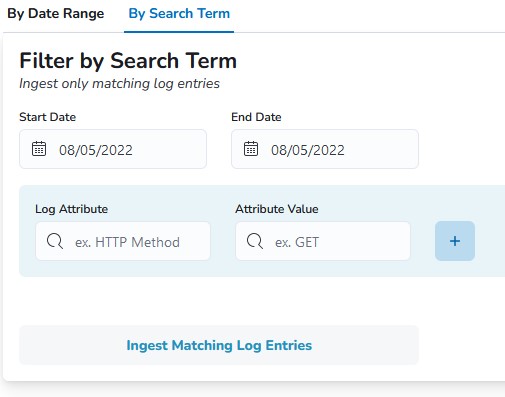 By Date Range By Search Term
Filter by Search Term
Ingest only matching log entries
Start Date End Date
08/05/2022 08/05/2022
Log Attribute Attribute Value
ex. HTTP Method ex. GET +
Ingest Matching Log Entries